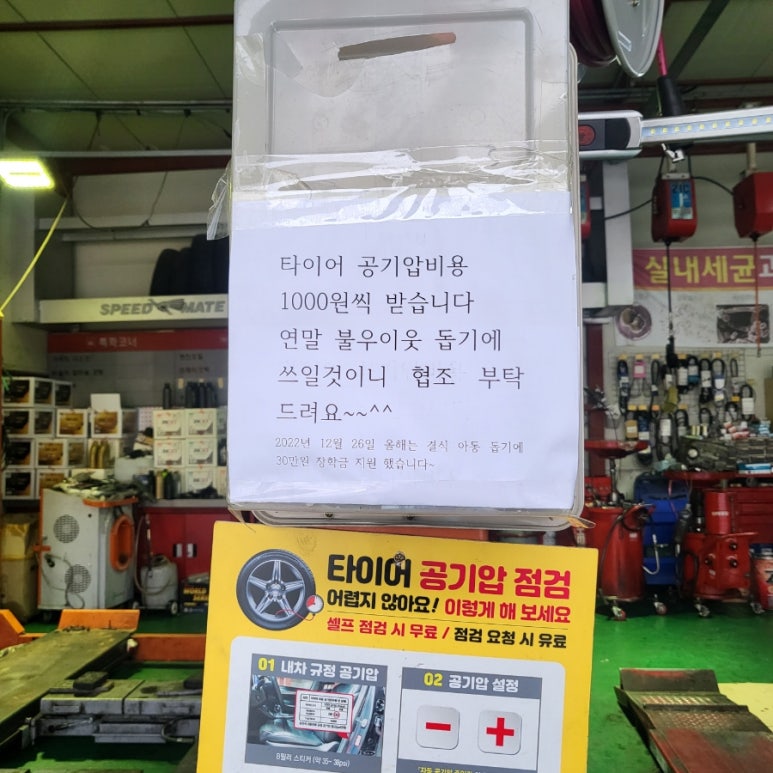 타이어 공기압비용
1000원씩 받습니다
연말 불우이웃 돕기에
쓰일것이니 협조 부탁
드려요~~^^
2022년 12월 26일 올해는 결식 아동 돕기에
30만원 장학금 지원 했습니다~
SPEED MATE
특화코너
실내세균
타이어 공기압 점검
어렵지 않아요! 이렇게 해 보세요
셀프 점검 시 무료 / 점검 요청 시 유료
01 내차 규정 공기압
02 공기압 설정
- +